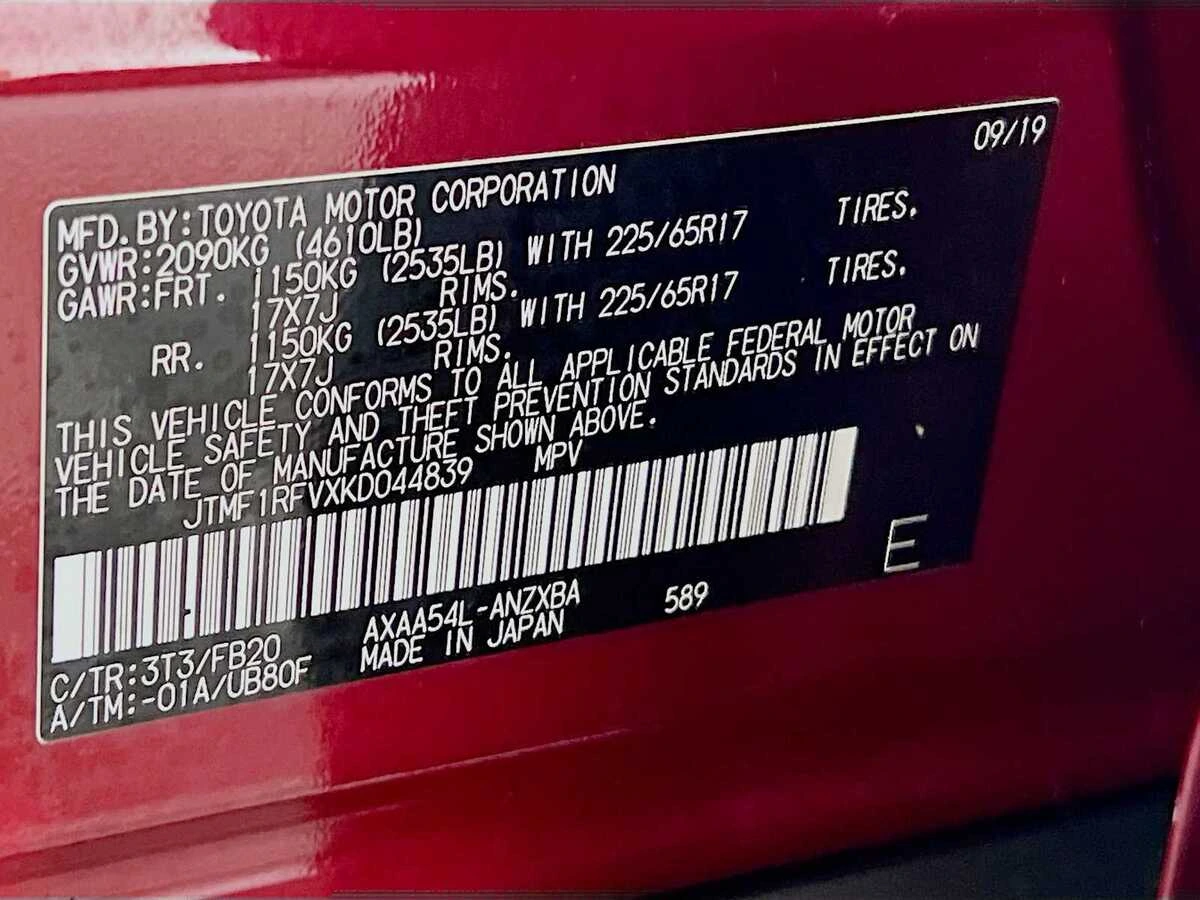 09/19
MFD.BY:TOYOTA MOTOR CORPORATION
GVWR:2090KG (4610LB)
GAWR:FRT. 1150KG (2535LB) WITH 225/65R17 TIRES.
17X7J RIMS.
RR. 1150KG (2535LB) WITH 225/65R17 TIRES.
17X7J RIMS.
THIS VEHICLE CONFORMS TO ALL APPLICABLE FEDERAL MOTOR
VEHICLE SAFETY AND THEFT PREVENTION STANDARDS IN EFFECT ON
THE DATE OF MANUFACTURE SHOWN ABOVE.
JTMF1RFVXKD044839 MPV
E
C/TR:3T3/FB20 AXAA54L-ANZXBA 589
A/TM:-01A/UB80F MADE IN JAPAN